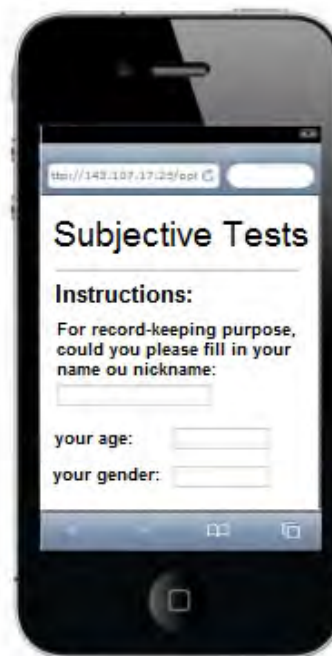 Subjective Tests
Instructions:
For record-keeping purpose,
could you please fill in your
name ou nickname:
your age:
your gender: